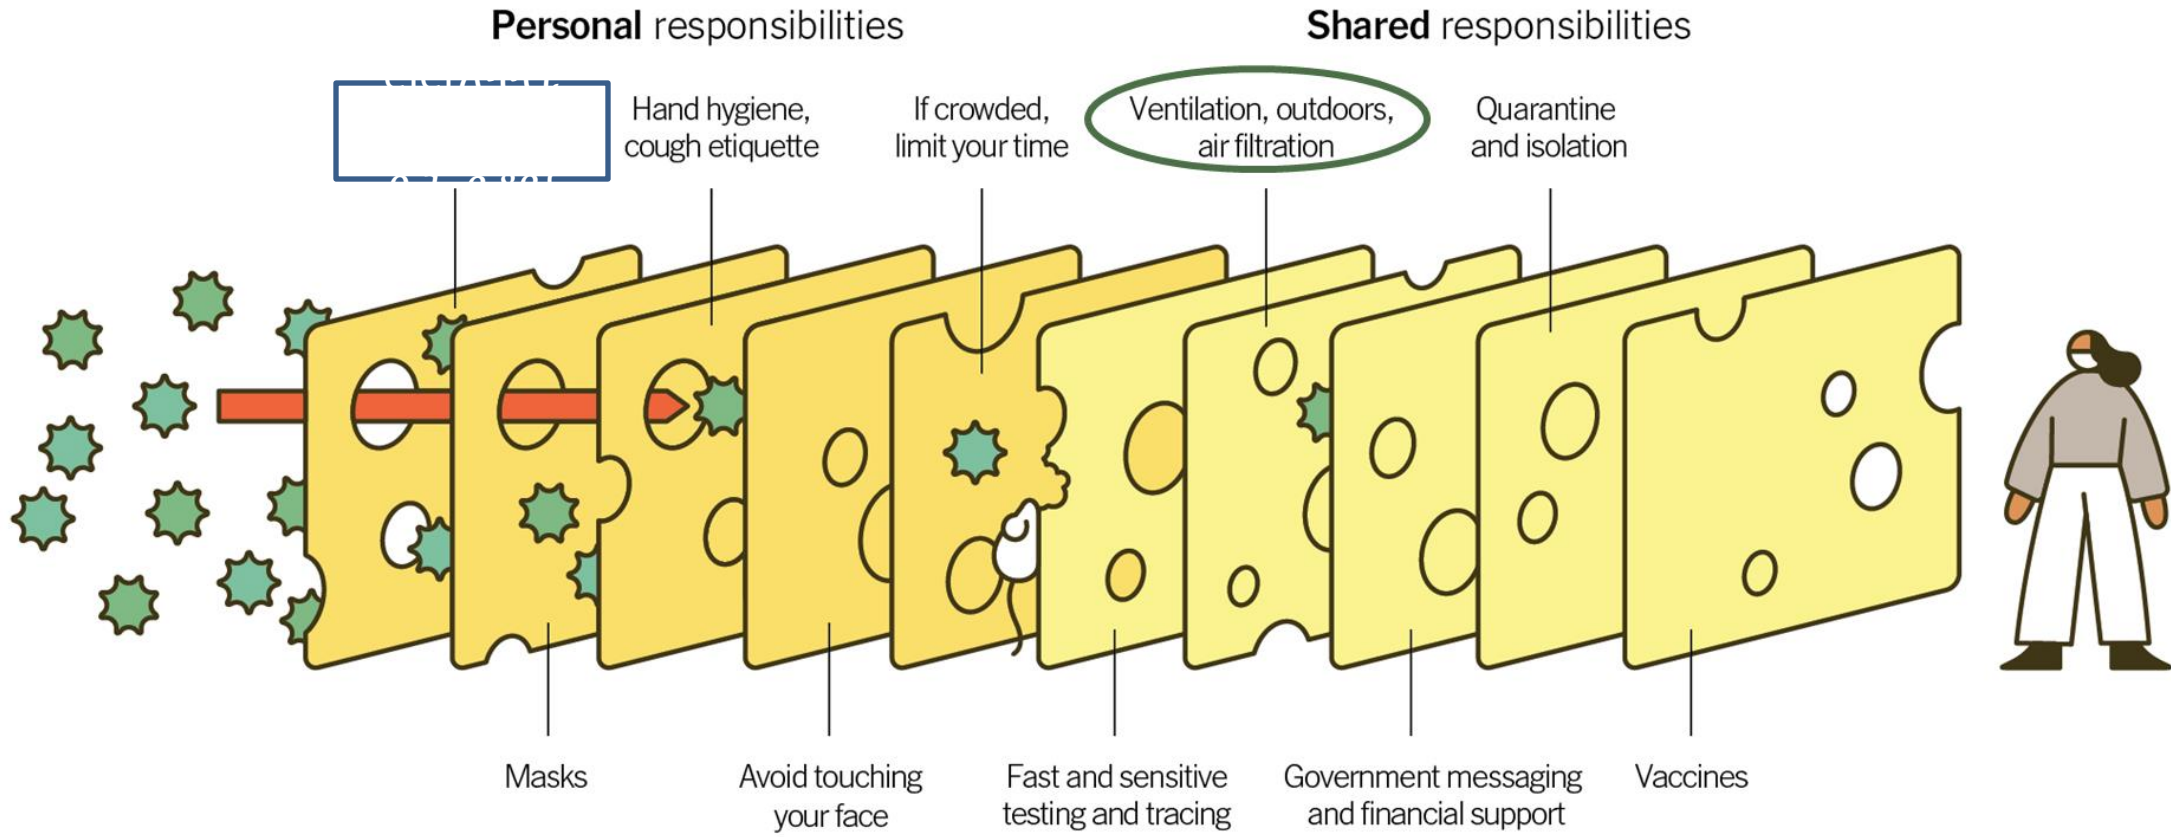 Personal responsibilities
Shared responsibilities
Hand hygiene,
cough etiquette
If crowded,
limit your time
Ventilation, outdoors,
air filtration
Quarantine
and isolation
Masks
Avoid touching
your face
Fast and sensitive
testing and tracing
Government messaging
and financial support
Vaccines